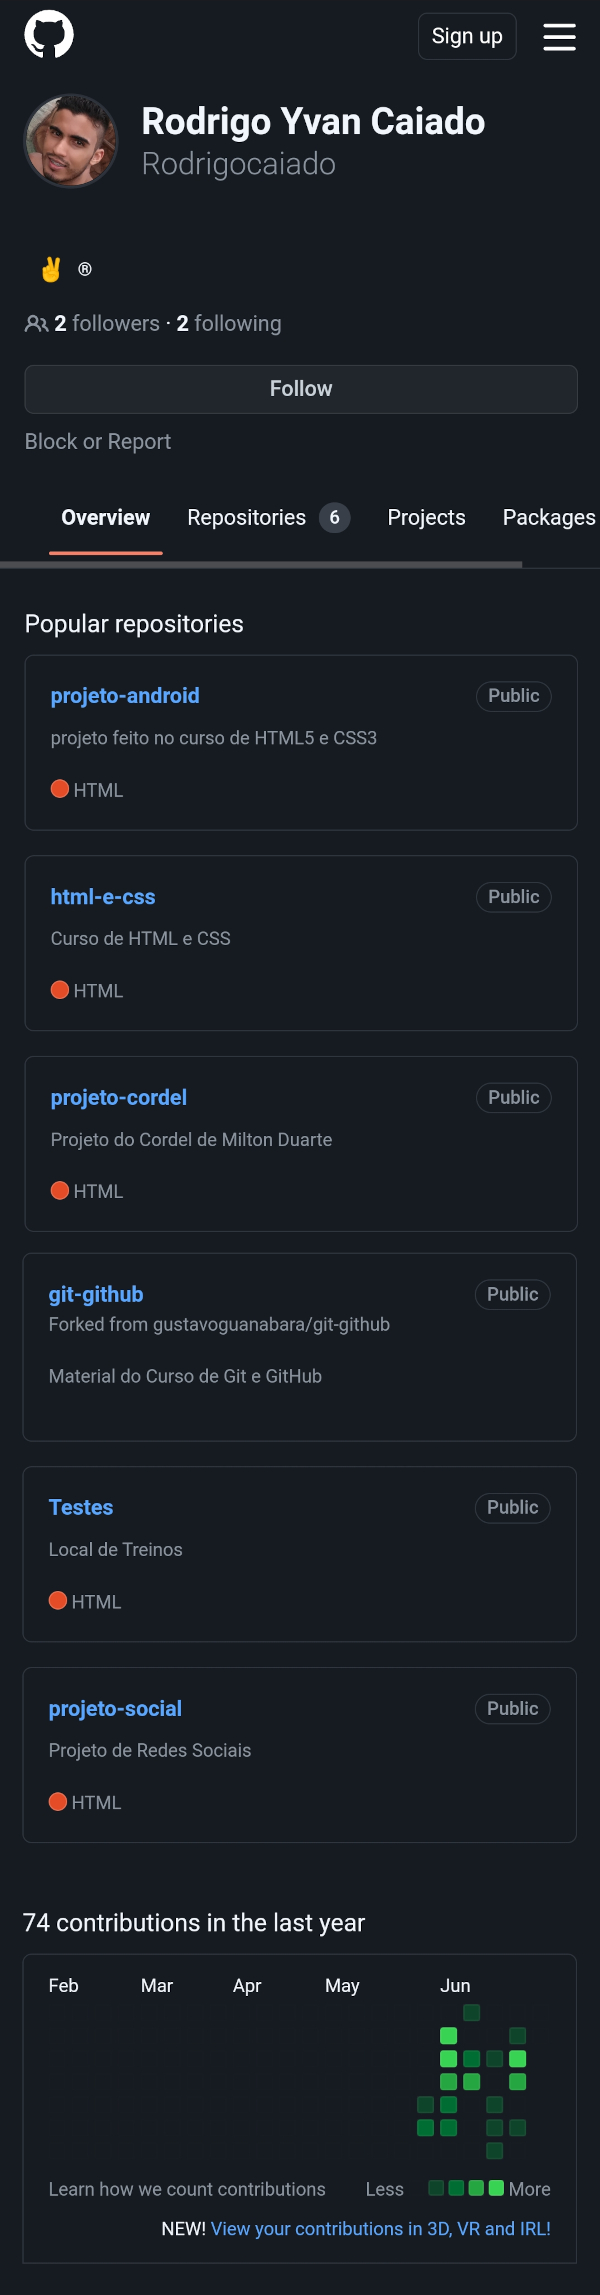 Sign up
Rodrigo Yvan Caiado
Rodrigocaiado
✌️ ®
2 followers · 2 following
Follow
Block or Report
Overview Repositories 6 Projects Packages
Popular repositories
projeto-android Public
projeto feito no curso de HTML5 e CSS3
HTML
html-e-css Public
Curso de HTML e CSS
HTML
projeto-cordel Public
Projeto do Cordel de Milton Duarte
HTML
git-github Public
Forked from gustavoguanabara/git-github
Material do Curso de Git e GitHub
Testes Public
Local de Treinos
HTML
projeto-social Public
Projeto de Redes Sociais
HTML
74 contributions in the last year
Feb Mar Apr May Jun
Learn how we count contributions Less More
NEW! View your contributions in 3D, VR and IRL!